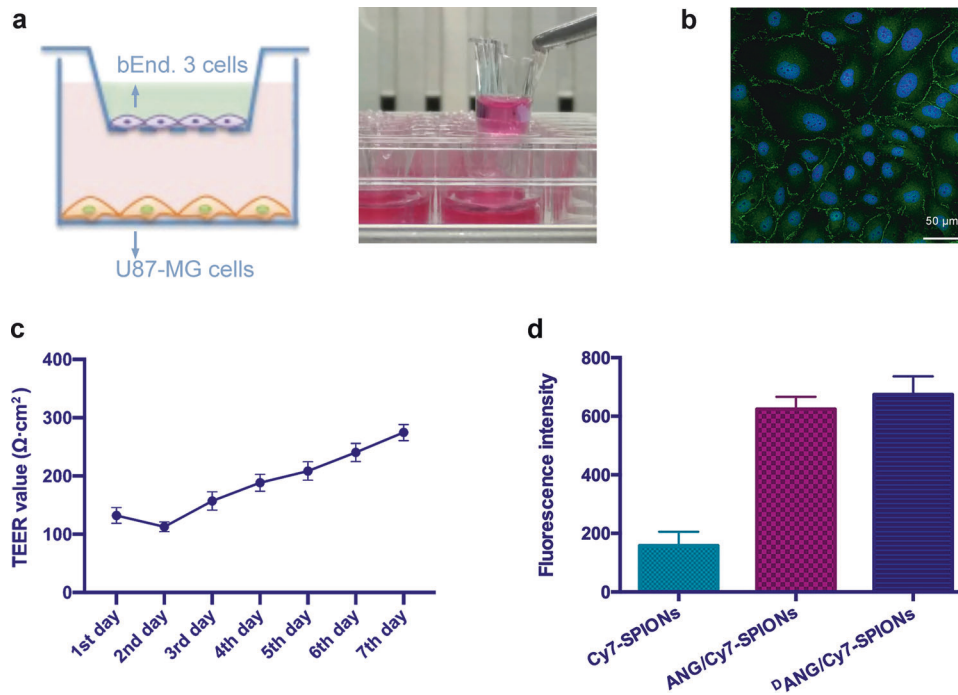 a
bEnd. 3 cells
U87-MG cells
b
50 µm
c
TEER value (Ω·cm²)
400
300
200
100
0
1st day
2nd day
3rd day
4th day
5th day
6th day
7th day
d
Fluorescence intensity
800
600
400
200
0
Cy7-SPIONs
ANG/Cy7-SPIONs
ᴰANG/Cy7-SPIONs